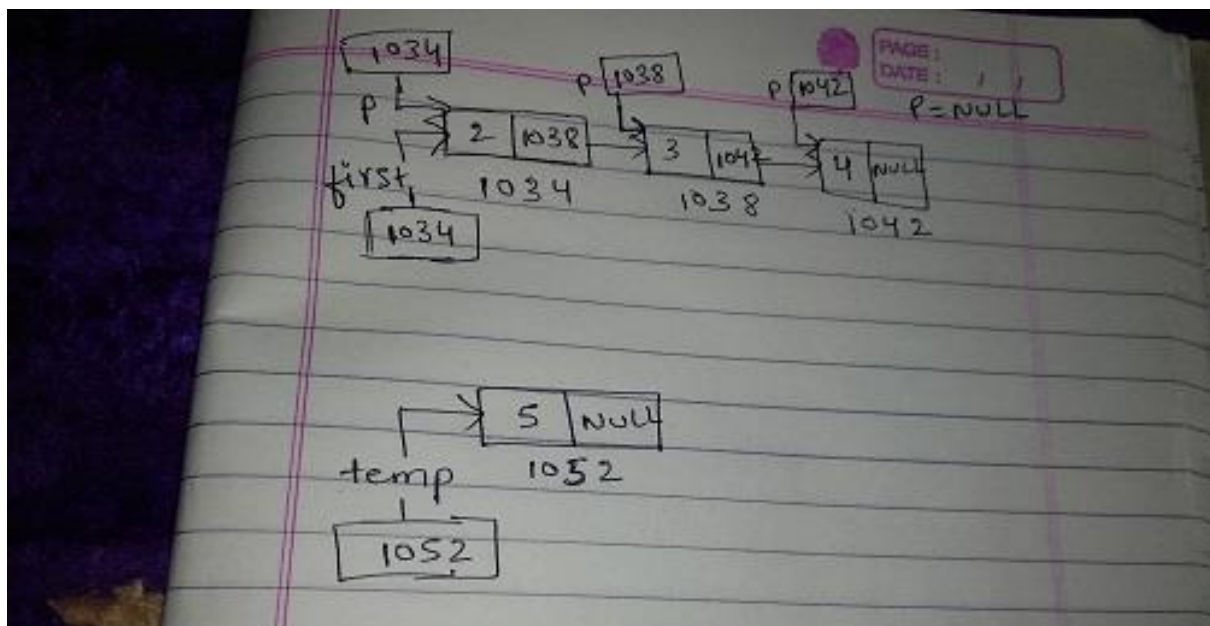 1034
PAGE:
DATE: / /
p 1038
p 1042
P = NULL
p
2 1038
3 1042
4 NULL
first
1034
1038
1042
1034
5 NULL
temp
1052
1052